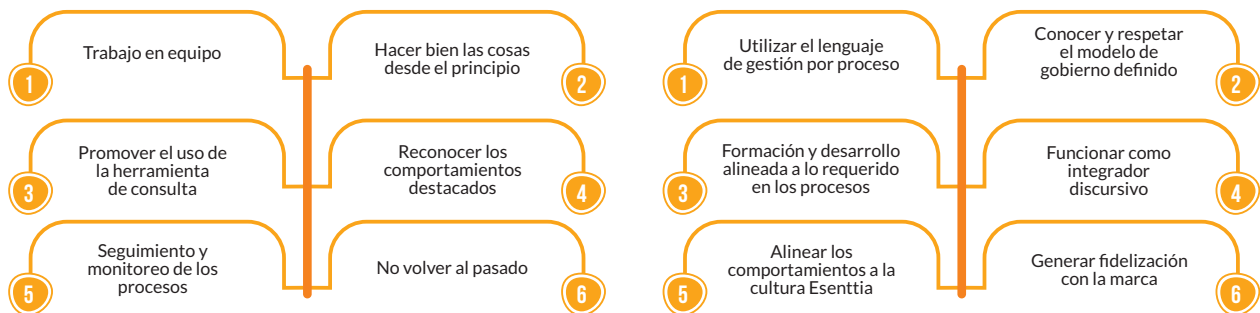 Trabajo en equipo
1
Hacer bien las cosas
desde el principio
2
Promover el uso de
la herramienta
de consulta
3
Reconocer los
comportamientos
destacados
4
Seguimiento y
monitoreo de los
procesos
5
No volver al pasado
6
Utilizar el lenguaje
de gestión por proceso
1
Conocer y respetar
el modelo de
gobierno definido
2
Formación y desarrollo
alineada a lo requerido
en los procesos
3
Funcionar como
integrador
discursivo
4
Alinear los
comportamientos a la
cultura Esenttia
5
Generar fidelización
con la marca
6